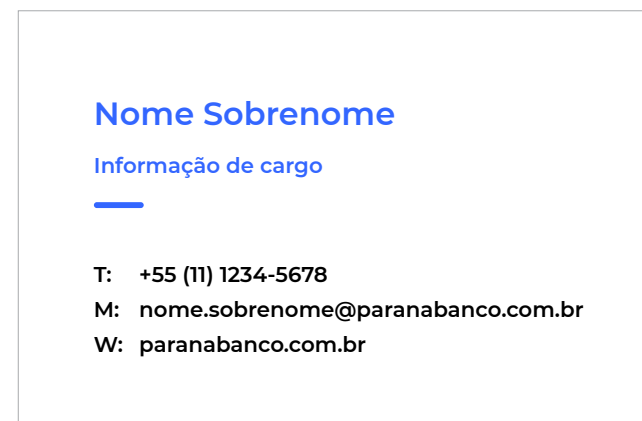 Nome Sobrenome
Informação de cargo
T: +55 (11) 1234-5678
M: nome.sobrenome@paranabanco.com.br
W: paranabanco.com.br